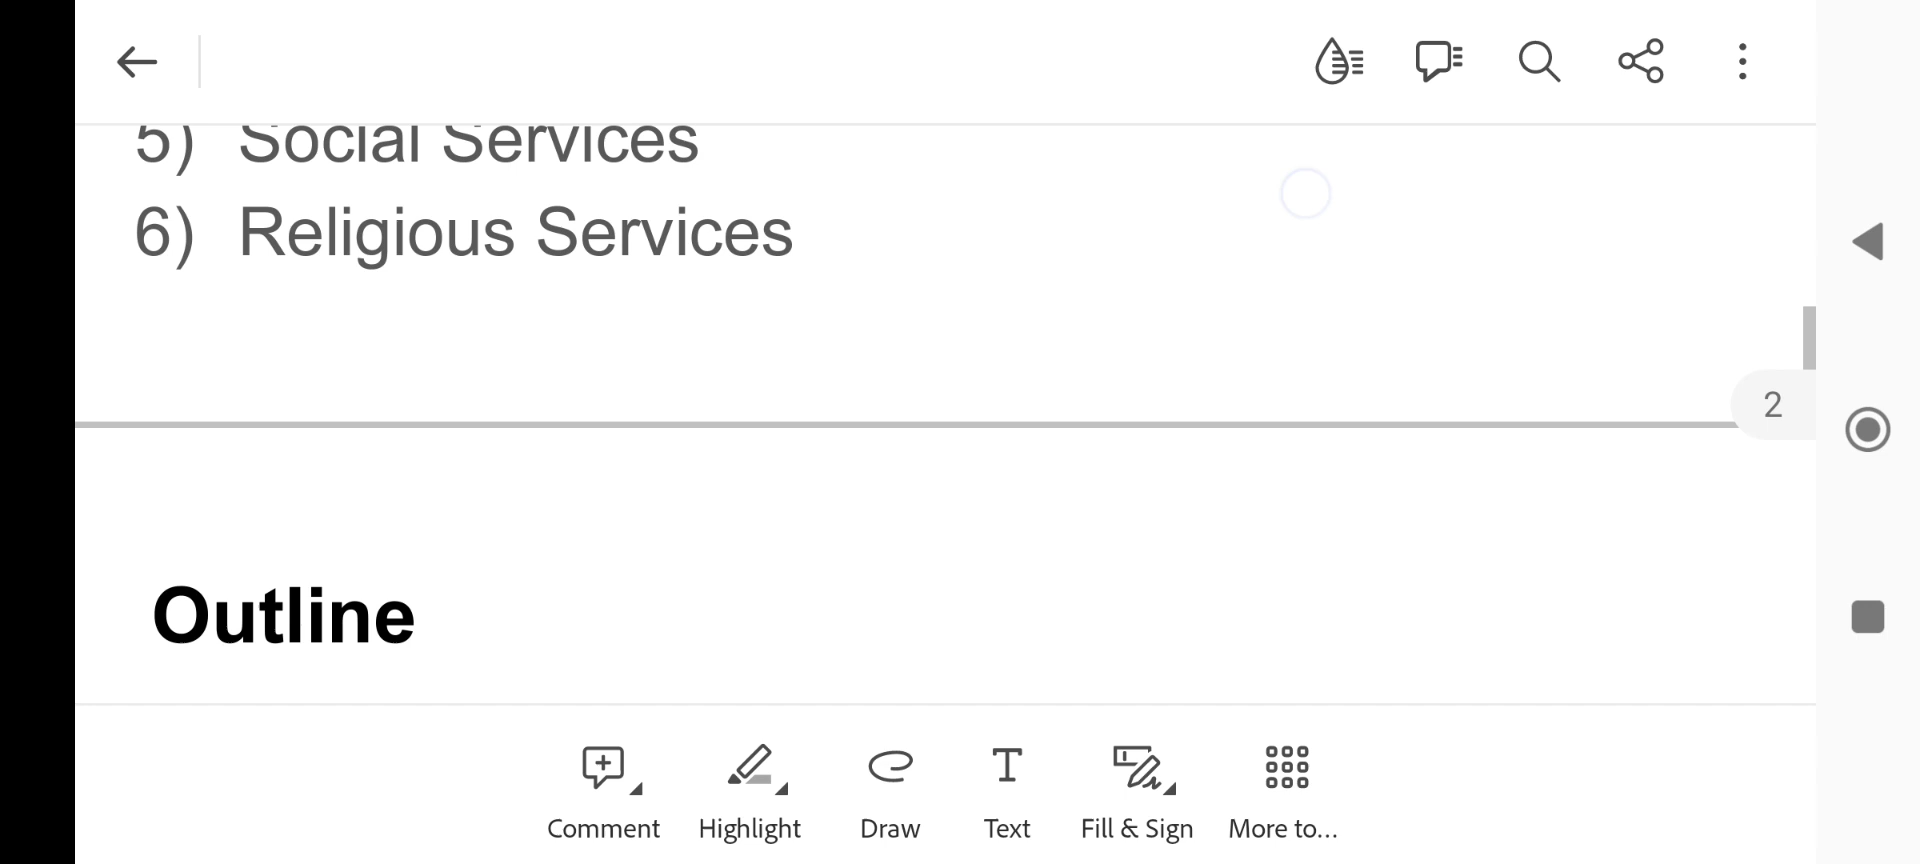 5) Social Services
6) Religious Services
2
Outline
Comment Highlight Draw Text Fill & Sign More to...